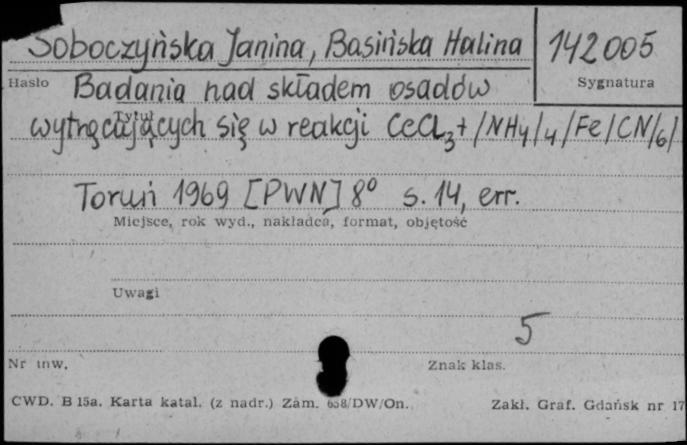 Soboczyńska Janina, Basińska Halina 142005
Hasło Sygnatura
Badania nad składem osadów
Tytuł
wytrącających się w reakcji CeCL3+/NH4/4/Fe/CN/6/
Toruń 1969 [PWN] 8° s. 14, err.
Miejsce, rok wyd., nakładca, format, objętość
Uwagi
5
Nr inw. Znak klas.
CWD. B 15a. Karta katal. (z nadr.) Zam. 658/DW/On. Zakł. Graf. Gdańsk nr 17